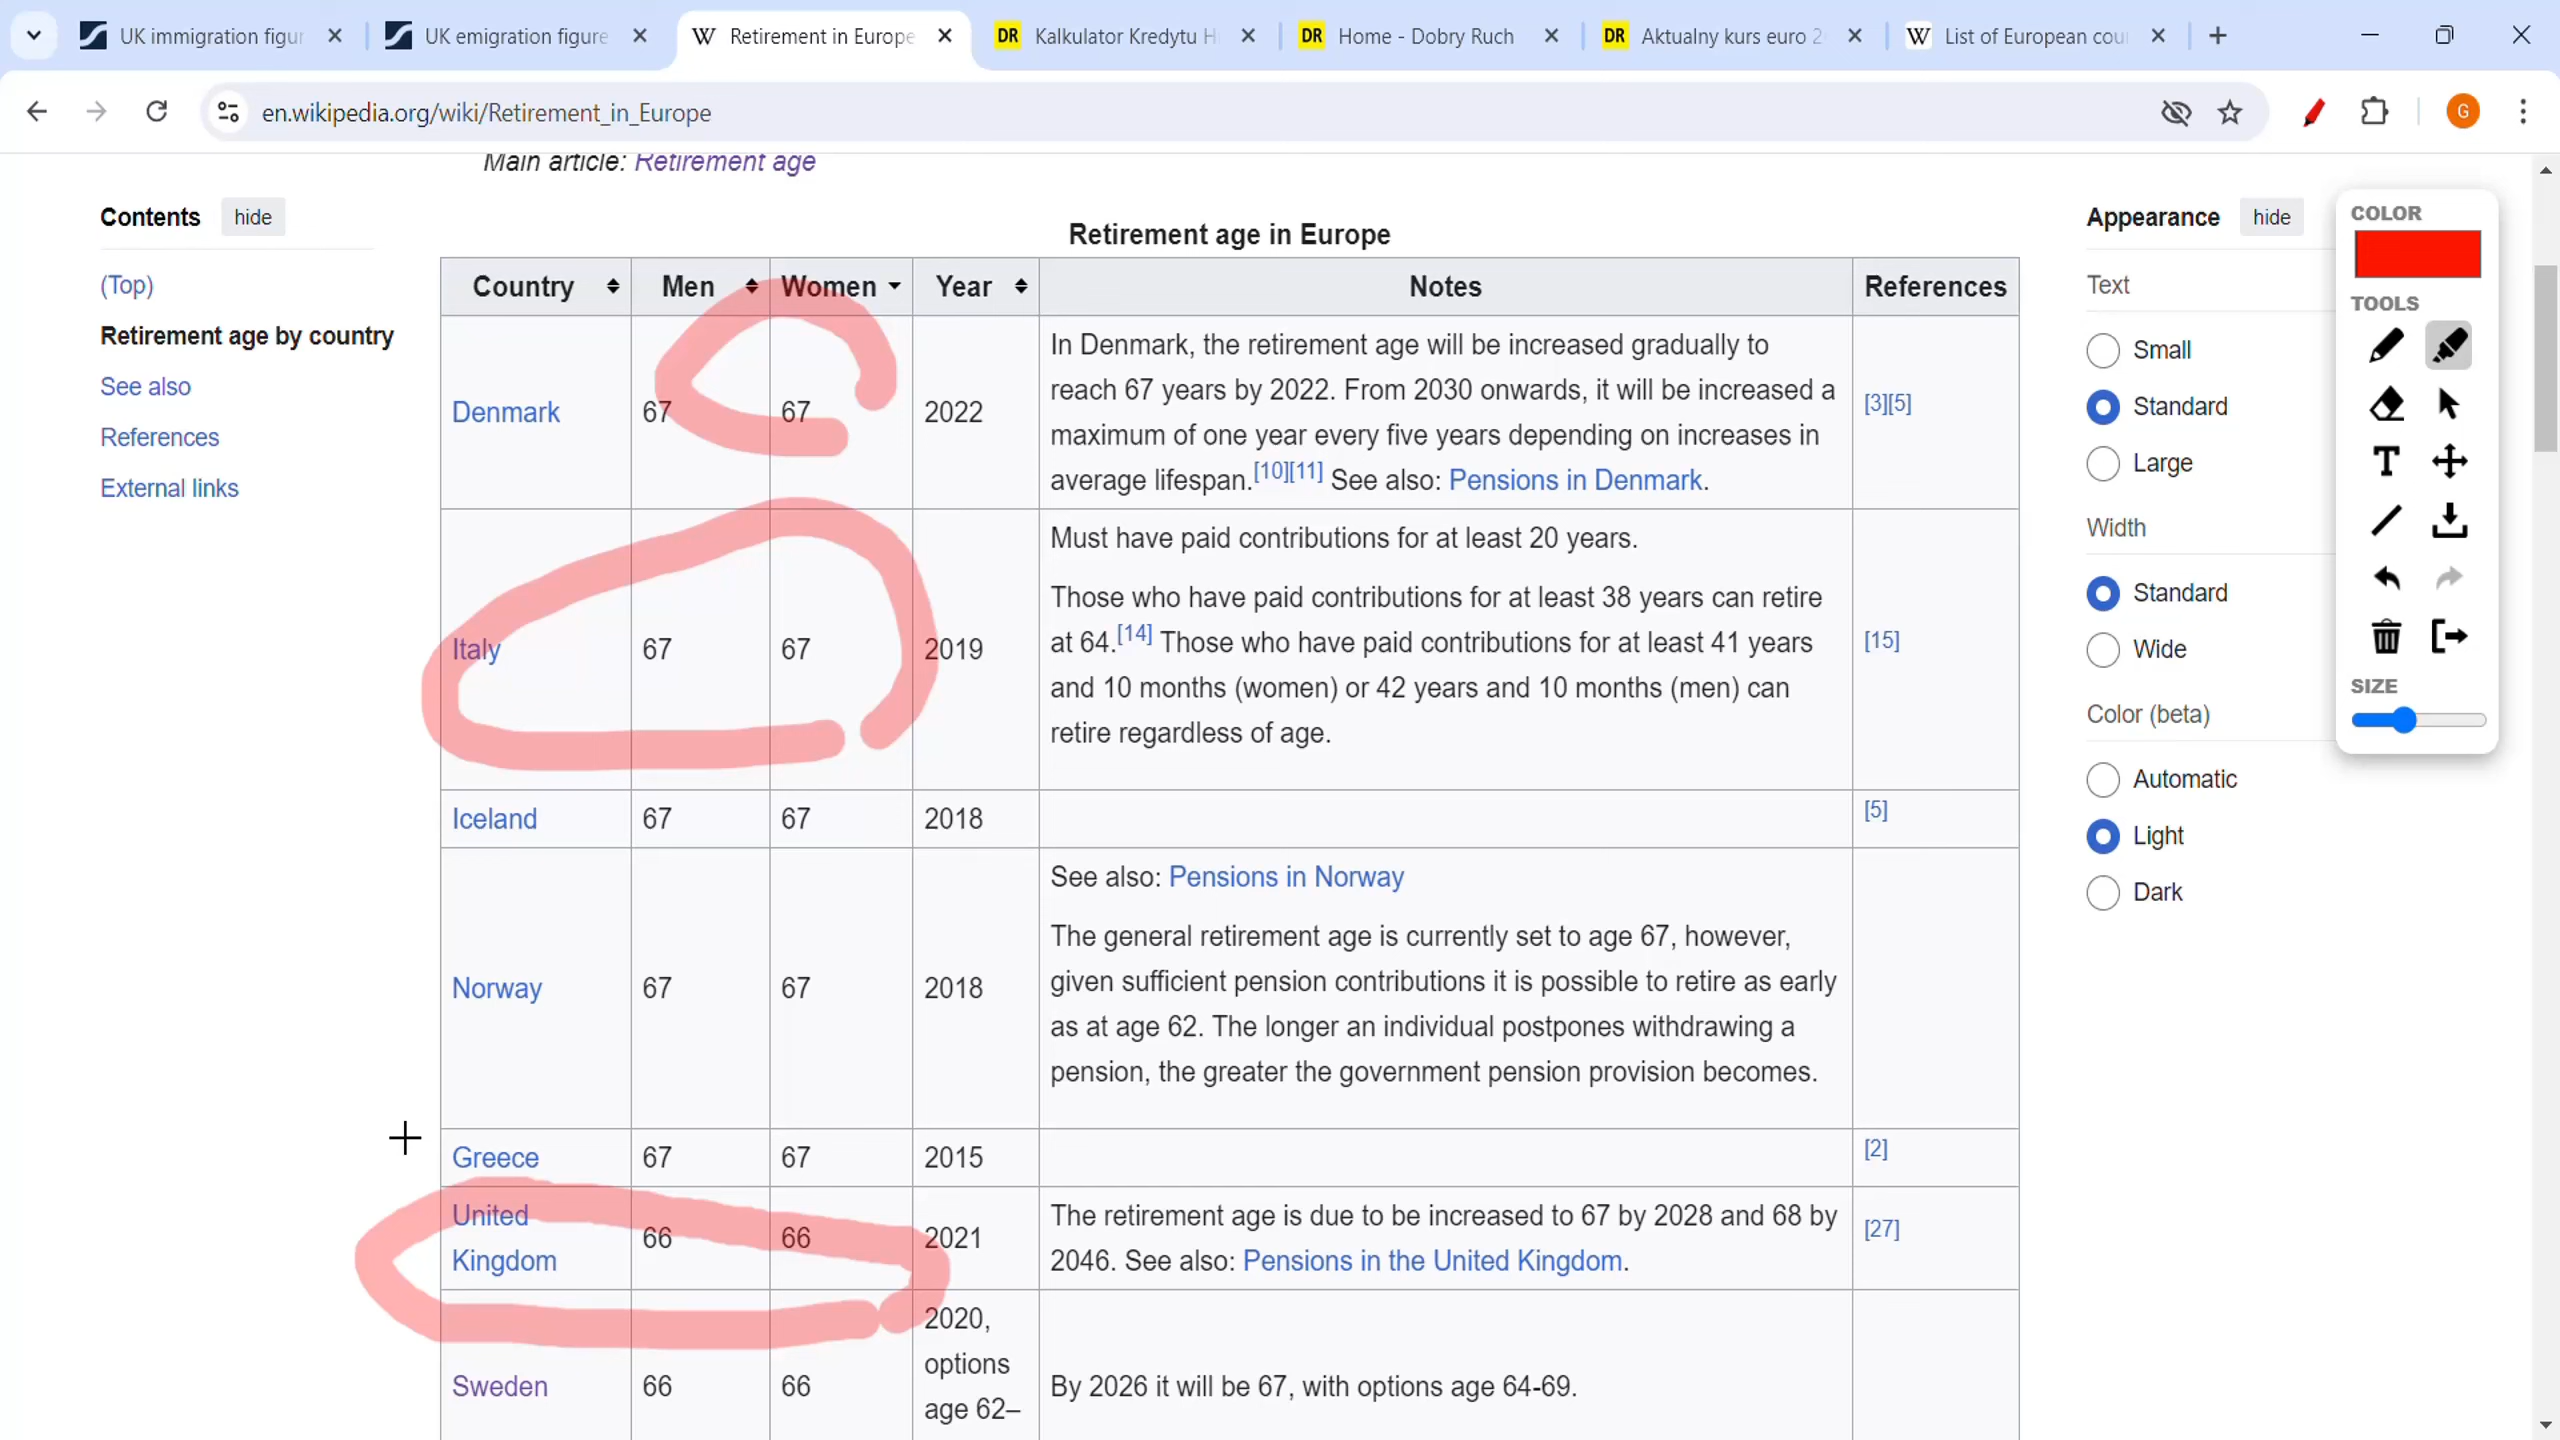 UK immigration figur
UK emigration figure
Retirement in Europe
DR Kalkulator Kredytu H
DR Home - Dobry Ruch
DR Aktualny kurs euro 2
List of European cou
en.wikipedia.org/wiki/Retirement_in_Europe
G
Main article: Retirement age
Contents hide
(Top)
Retirement age by country
See also
References
External links
Retirement age in Europe
Country Men Women Year Notes References
Denmark 67 67 2022
In Denmark, the retirement age will be increased gradually to
reach 67 years by 2022. From 2030 onwards, it will be increased a
maximum of one year every five years depending on increases in
average lifespan.[10][11] See also: Pensions in Denmark.
[3][5]
Italy 67 67 2019
Must have paid contributions for at least 20 years.
Those who have paid contributions for at least 38 years can retire
at 64.[14] Those who have paid contributions for at least 41 years
and 10 months (women) or 42 years and 10 months (men) can
retire regardless of age.
[15]
Iceland 67 67 2018 [5]
Norway 67 67 2018
See also: Pensions in Norway
The general retirement age is currently set to age 67, however,
given sufficient pension contributions it is possible to retire as early
as at age 62. The longer an individual postpones withdrawing a
pension, the greater the government pension provision becomes.
Greece 67 67 2015 [2]
United
Kingdom
66 66 2021
The retirement age is due to be increased to 67 by 2028 and 68 by
2046. See also: Pensions in the United Kingdom.
[27]
Sweden 66 66
2020,
options
age 62–
By 2026 it will be 67, with options age 64-69.
Appearance hide
Text
Small
Standard
Large
Width
Standard
Wide
Color (beta)
Automatic
Light
Dark
COLOR
TOOLS
SIZE